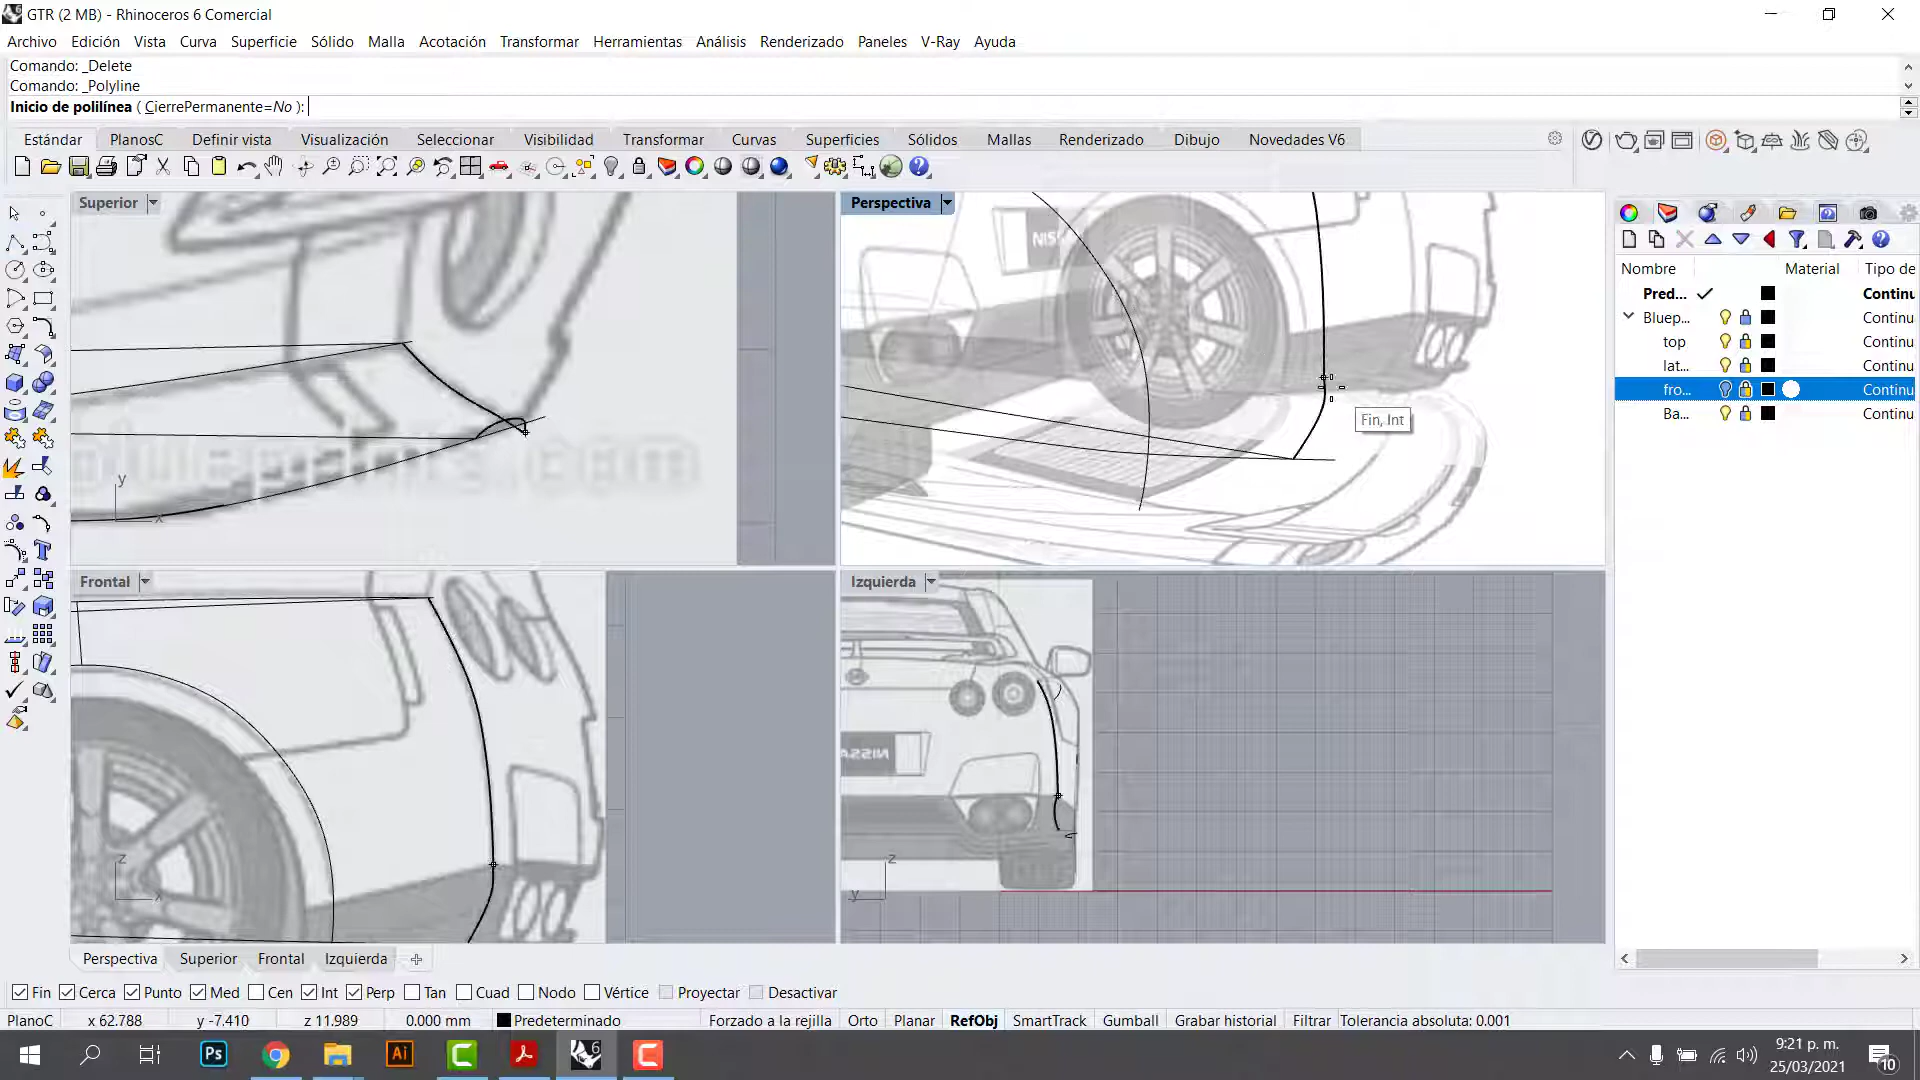 GTR (2 MB) - Rhinoceros 6 Comercial
Archivo Edición Vista Curva Superficie Sólido Malla Acotación Transformar Herramientas Análisis Renderizado Paneles V-Ray Ayuda
Comando: _Delete
Comando: _Polyline
Inicio de polilínea ( CierrePermanente=No ):
Estándar PlanosC Definir vista Visualización Seleccionar Visibilidad Transformar Curvas Superficies Sólidos Mallas Renderizado Dibujo Novedades V6
Superior
Perspectiva
Nombre Material Tipo de
Pred... Continu
Bluep... Continu
top Continu
lat... Continu
fro... Continu
Ba... Continu
Fin, Int
y
x
Frontal
Izquierda
z
x
z
y
Perspectiva Superior Frontal Izquierda
Fin Cerca Punto Med Cen Int Perp Tan Cuad Nodo Vértice Proyectar Desactivar
PlanoC x 62.788 y -7.410 z 11.989 0.000 mm Predeterminado Forzado a la rejilla Orto Planar RefObj SmartTrack Gumball Grabar historial Filtrar Tolerancia absoluta: 0.001
Ps Ai 6
9:21 p. m.
25/03/2021
10